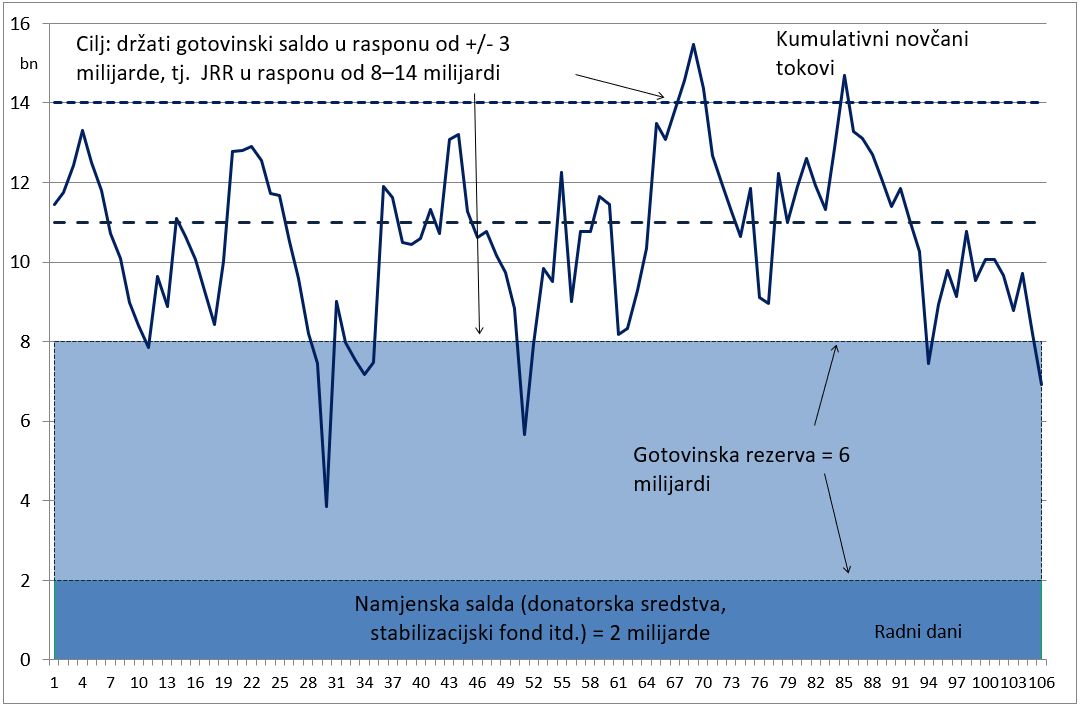 16
bn
14
12
10
8
6
4
2
0
Cilj: držati gotovinski saldo u rasponu od +/- 3
milijarde, tj.  JRR u rasponu od 8–14 milijardi
Kumulativni novčani
tokovi
Gotovinska rezerva = 6
milijardi
Namjenska salda (donatorska sredstva,
stabilizacijski fond itd.) = 2 milijarde
Radni dani
1 4 7 10 13 16 19 22 25 28 31 34 37 40 43 46 49 52 55 58 61 64 67 70 73 76 79 82 85 88 91 94 97 100 103 106